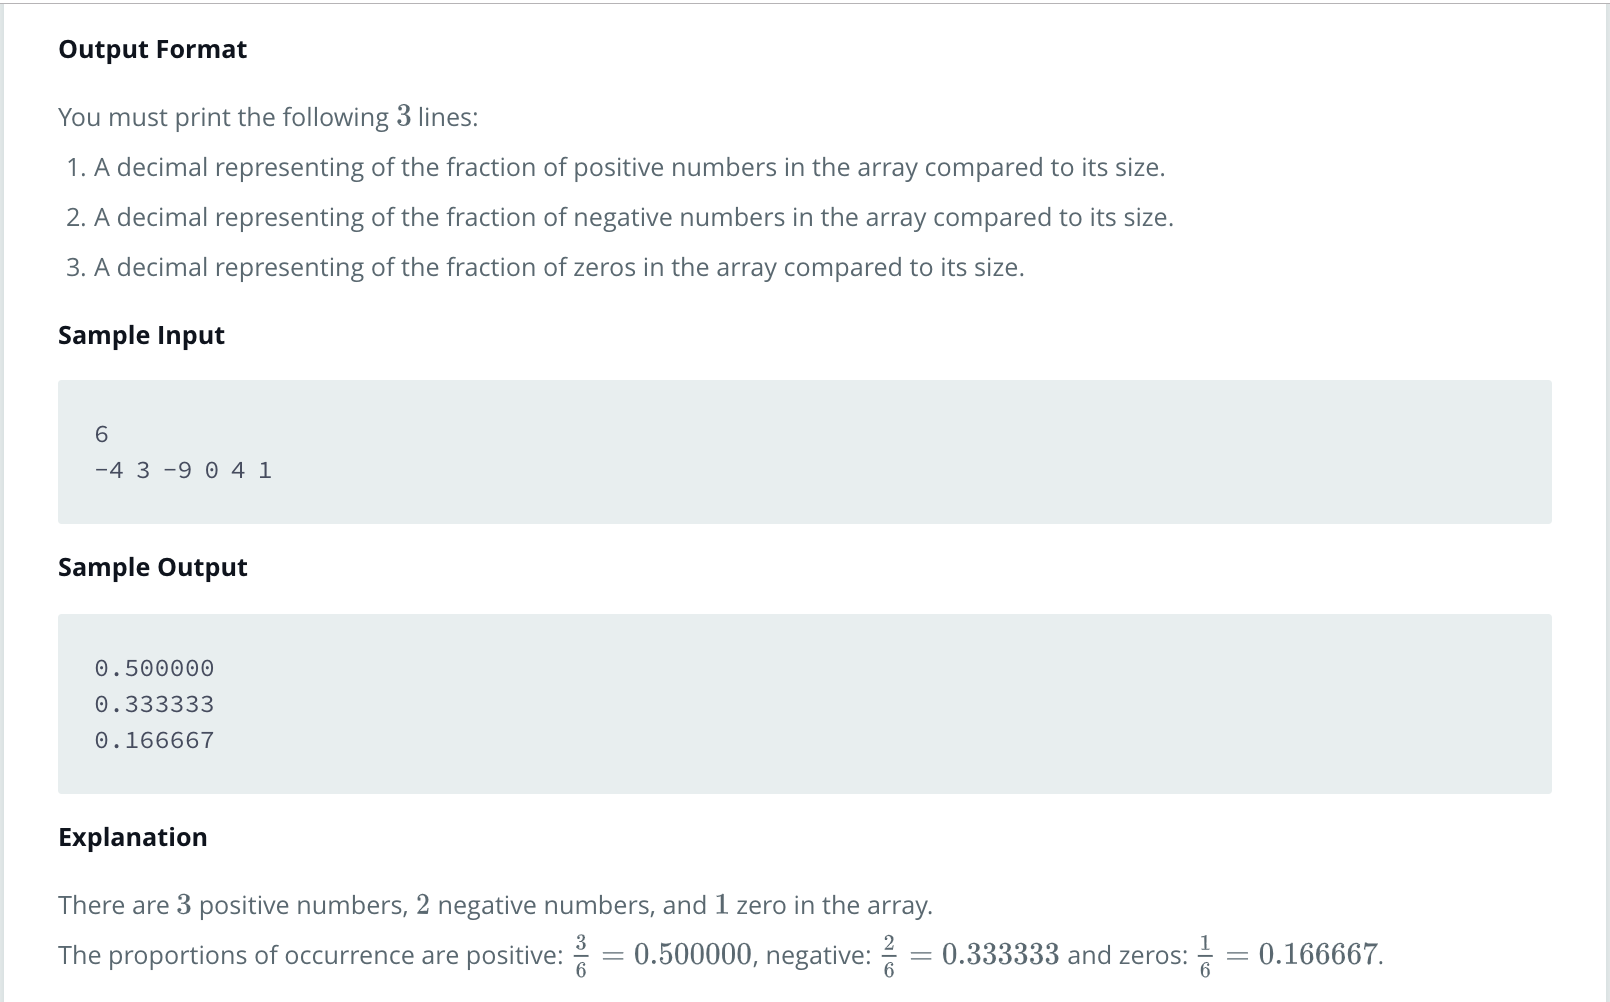 Output Format
You must print the following 3 lines:
1. A decimal representing of the fraction of positive numbers in the array compared to its size.
2. A decimal representing of the fraction of negative numbers in the array compared to its size.
3. A decimal representing of the fraction of zeros in the array compared to its size.
Sample Input
6
-4 3 -9 0 4 1
Sample Output
0.500000
0.333333
0.166667
Explanation
There are 3 positive numbers, 2 negative numbers, and 1 zero in the array.
The proportions of occurrence are positive: 3/6 = 0.500000, negative: 2/6 = 0.333333 and zeros: 1/6 = 0.166667.